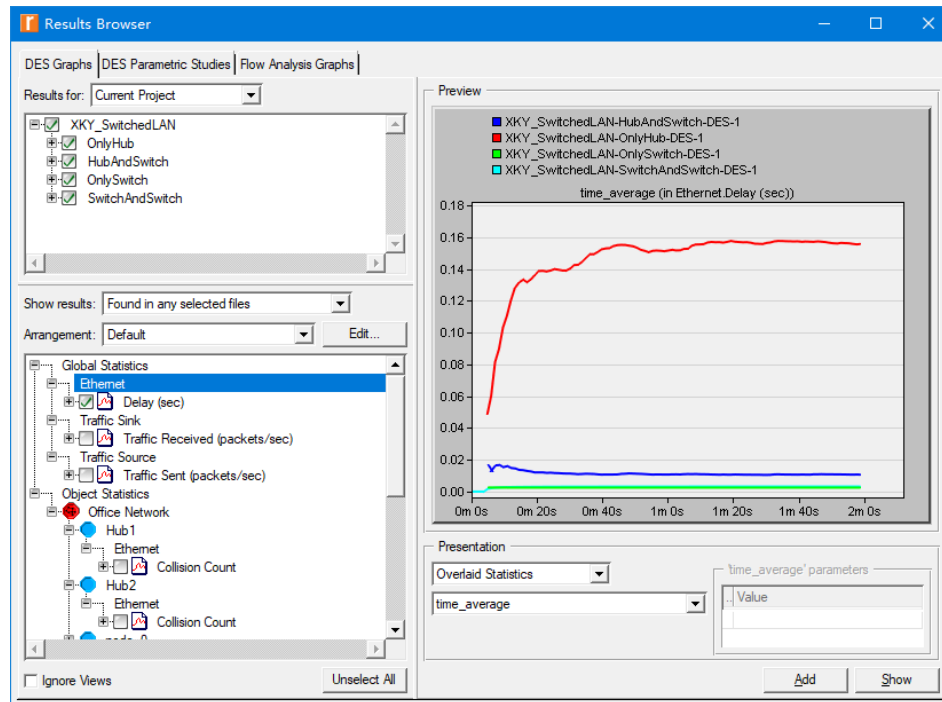 Results Browser
DES Graphs DES Parametric Studies Flow Analysis Graphs
Results for: Current Project
XKY_SwitchedLAN
OnlyHub
HubAndSwitch
OnlySwitch
SwitchAndSwitch
Show results: Found in any selected files
Arrangement: Default Edit...
Global Statistics
Ethernet
Delay (sec)
Traffic Sink
Traffic Received (packets/sec)
Traffic Source
Traffic Sent (packets/sec)
Object Statistics
Office Network
Hub1
Ethernet
Collision Count
Hub2
Ethernet
Collision Count
Ignore Views Unselect All
Preview
XKY_SwitchedLAN-HubAndSwitch-DES-1
XKY_SwitchedLAN-OnlyHub-DES-1
XKY_SwitchedLAN-OnlySwitch-DES-1
XKY_SwitchedLAN-SwitchAndSwitch-DES-1
time_average (in Ethernet.Delay (sec))
0.18
0.16
0.14
0.12
0.10
0.08
0.06
0.04
0.02
0.00
0m 0s 0m 20s 0m 40s 1m 0s 1m 20s 1m 40s 2m 0s
Presentation
Overlaid Statistics
time_average
'time_average' parameters
.. Value
Add Show